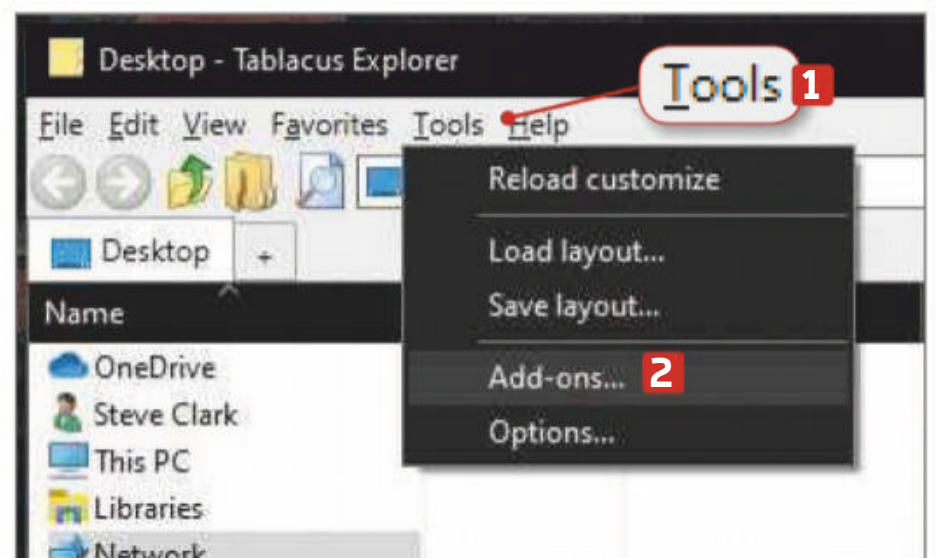 Desktop - Tablacus Explorer
Tools 1
File Edit View Favorites Tools Help
Reload customize
Desktop +
Load layout...
Save layout...
Name
Add-ons... 2
Options...
OneDrive
Steve Clark
This PC
Libraries
Network